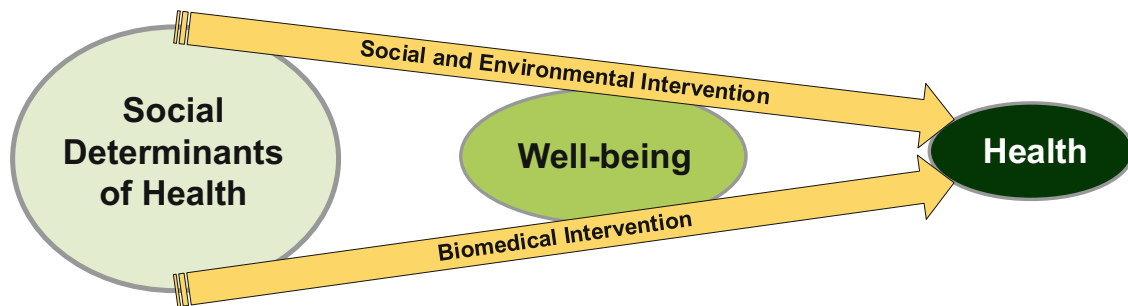 Social and Environmental Intervention
Social
Determinants
of Health
Well-being
Health
Biomedical Intervention